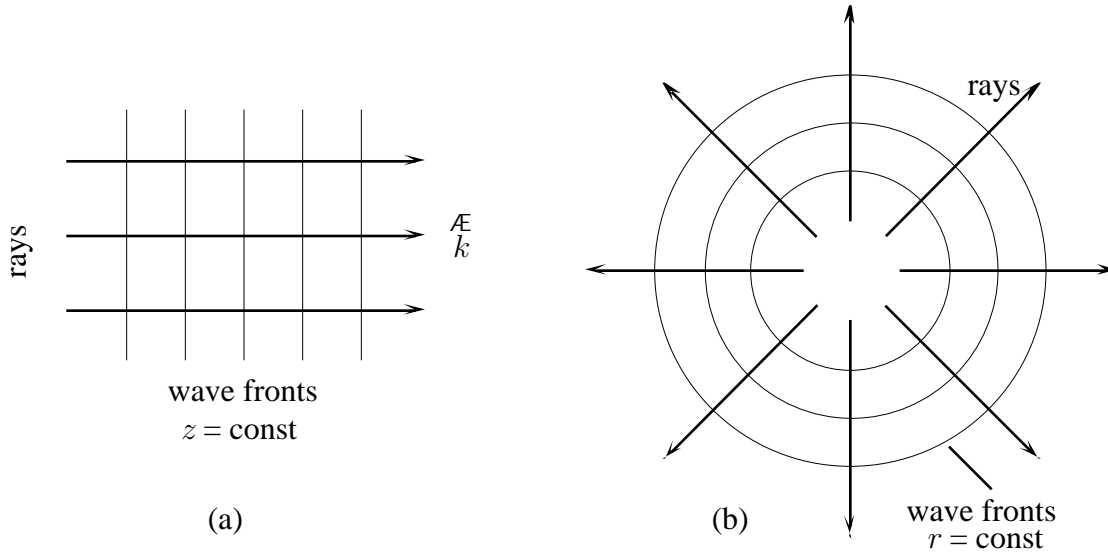 rays
Æ
k
wave fronts
z = const
(a)
rays
wave fronts
r = const
(b)